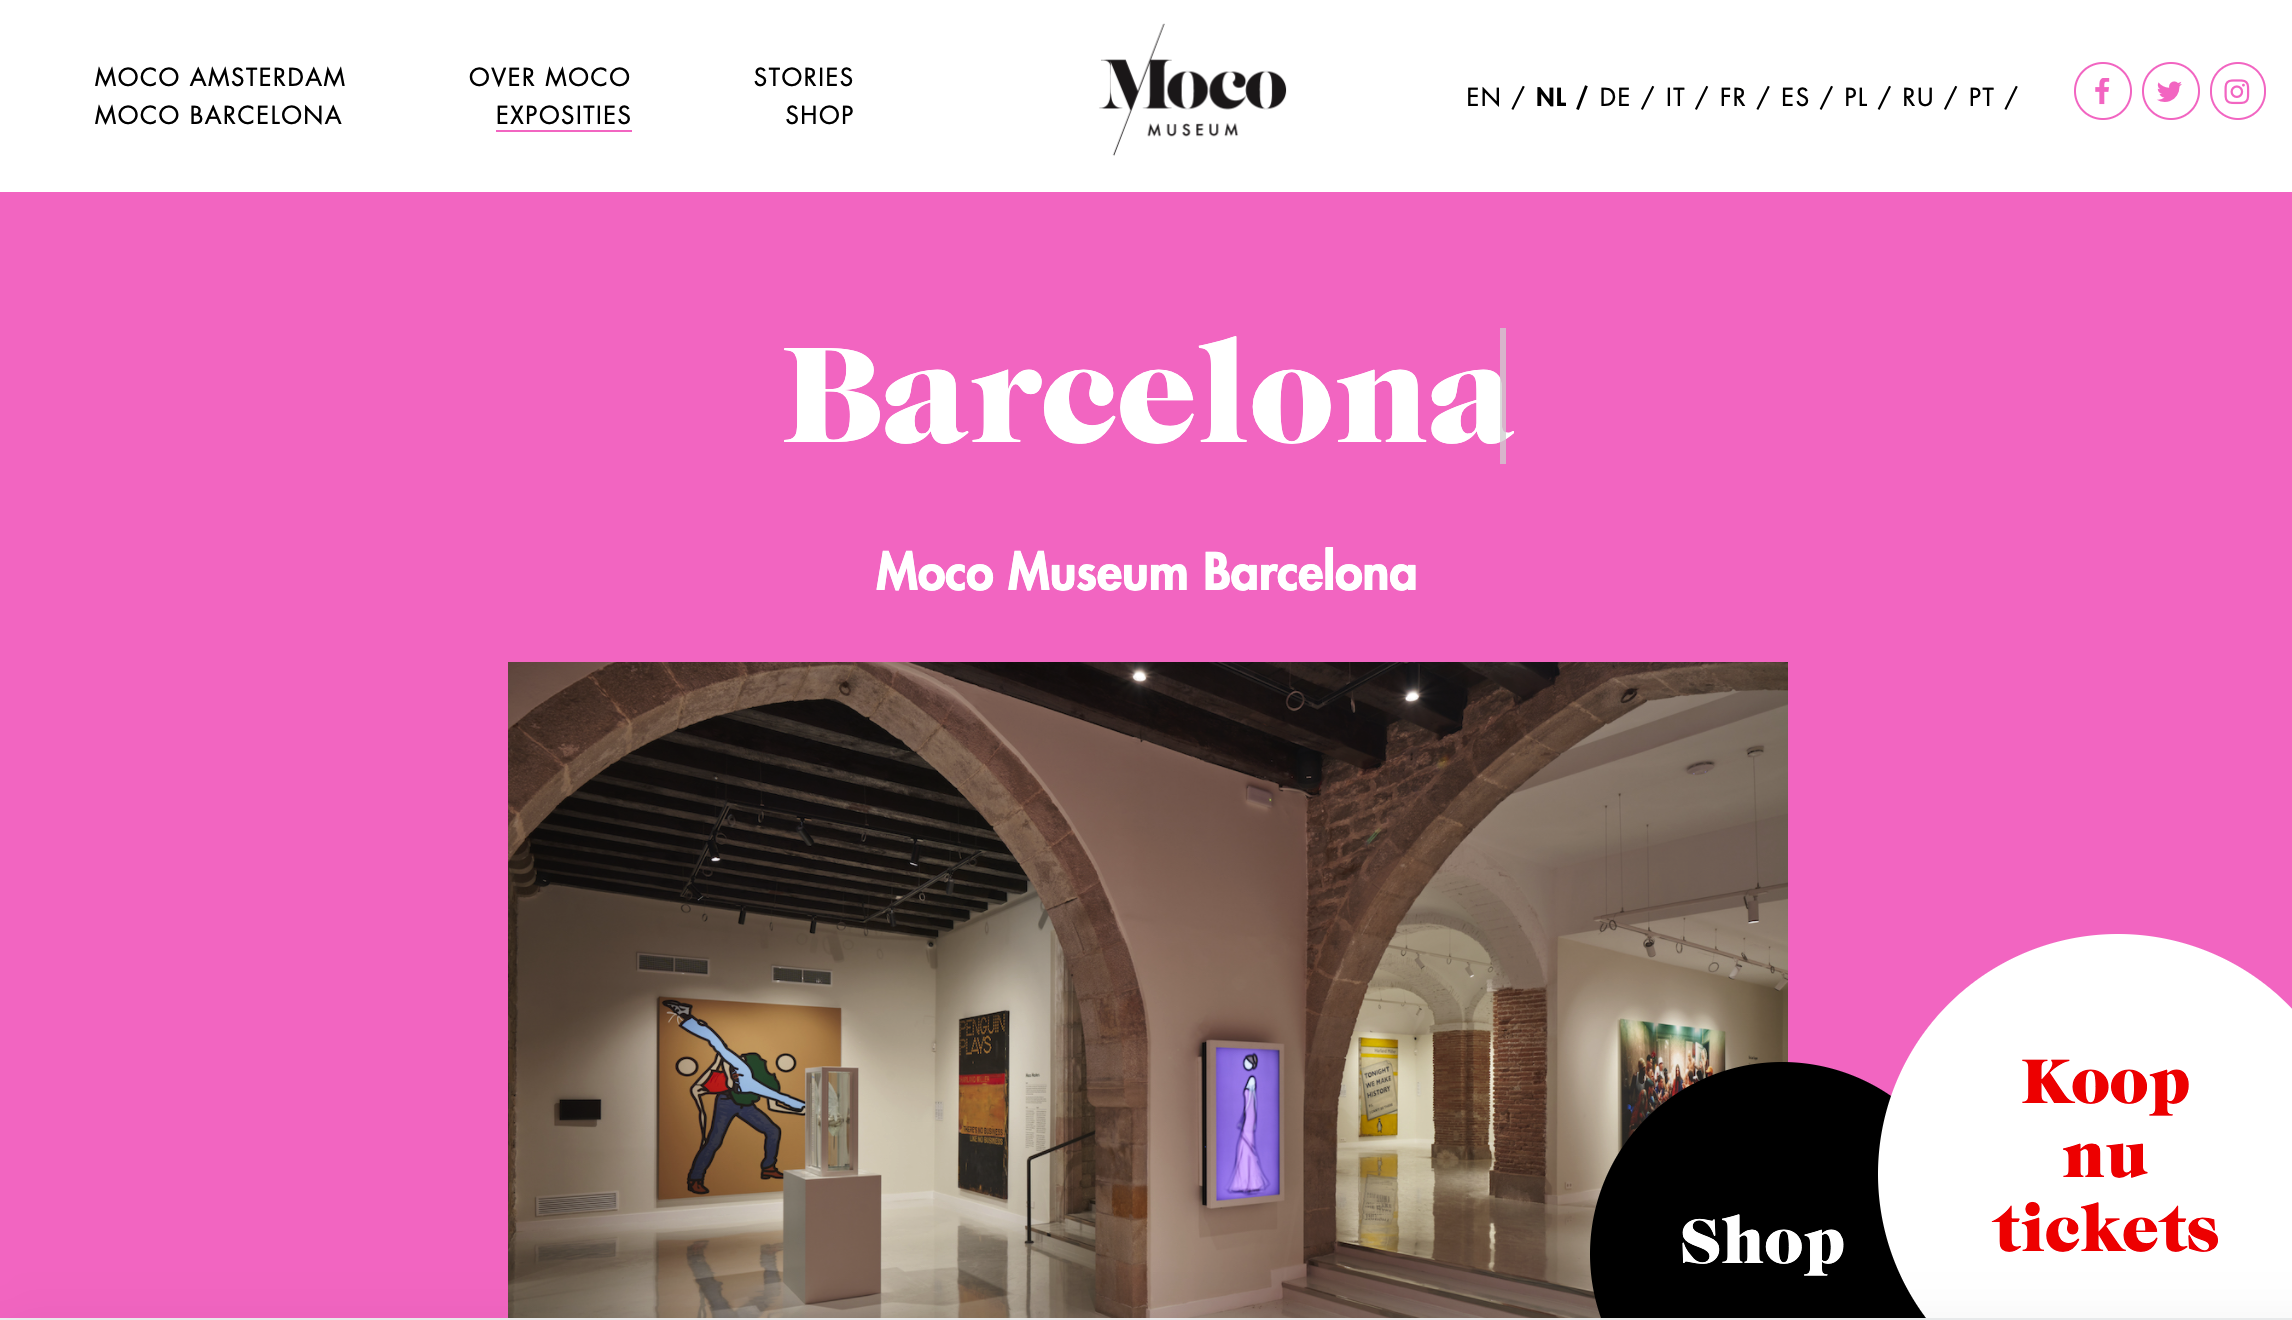 MOCO AMSTERDAM
MOCO BARCELONA
OVER MOCO
EXPOSITIES
STORIES
SHOP
Moco
MUSEUM
EN / NL / DE / IT / FR / ES / PL / RU / PT /
Barcelona
Moco Museum Barcelona
PENGUIN
PLAYS
TONIGHT
WE MAKE
HISTORY
Shop
Koop
nu
tickets